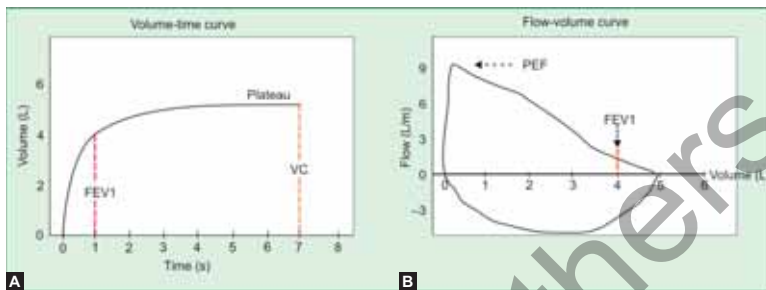 Volume-time curve
Volume (L)
6
4
2
0
Plateau
FEV1
VC
0 1 2 3 4 5 6 7 8
Time (s)
A
Flow-volume curve
Flow (L/m)
9
6
3
0
-3
PEF
FEV1
0 1 2 3 4 5 6
Volume (L
B
thers